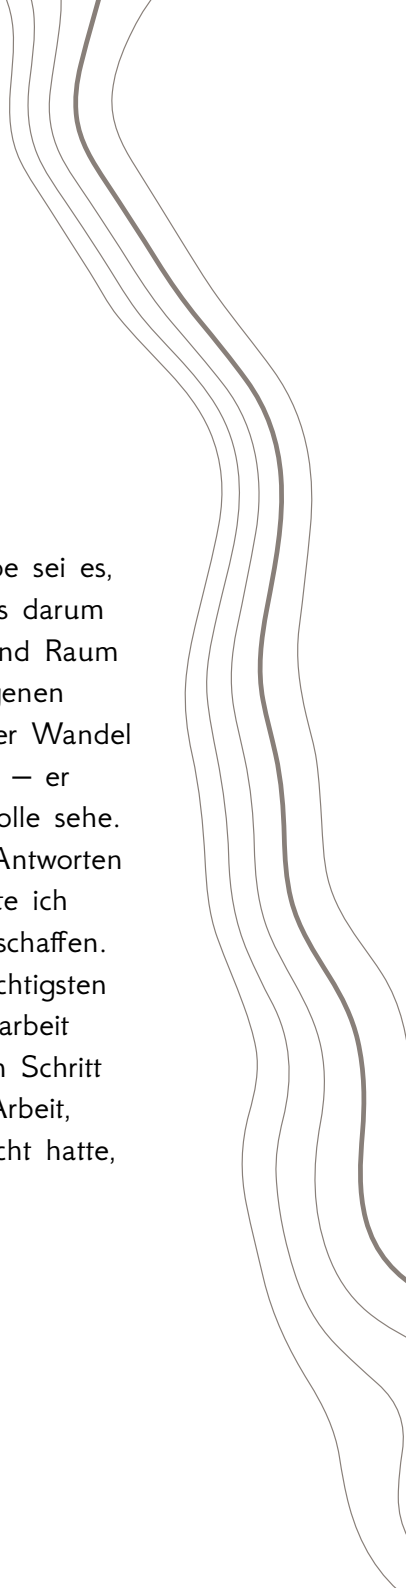 be sei es,
s darum
nd Raum
genen
er Wandel
– er
olle sehe.
Antworten
te ich
schaffen.
chtigsten
arbeit
n Schritt
Arbeit,
cht hatte,